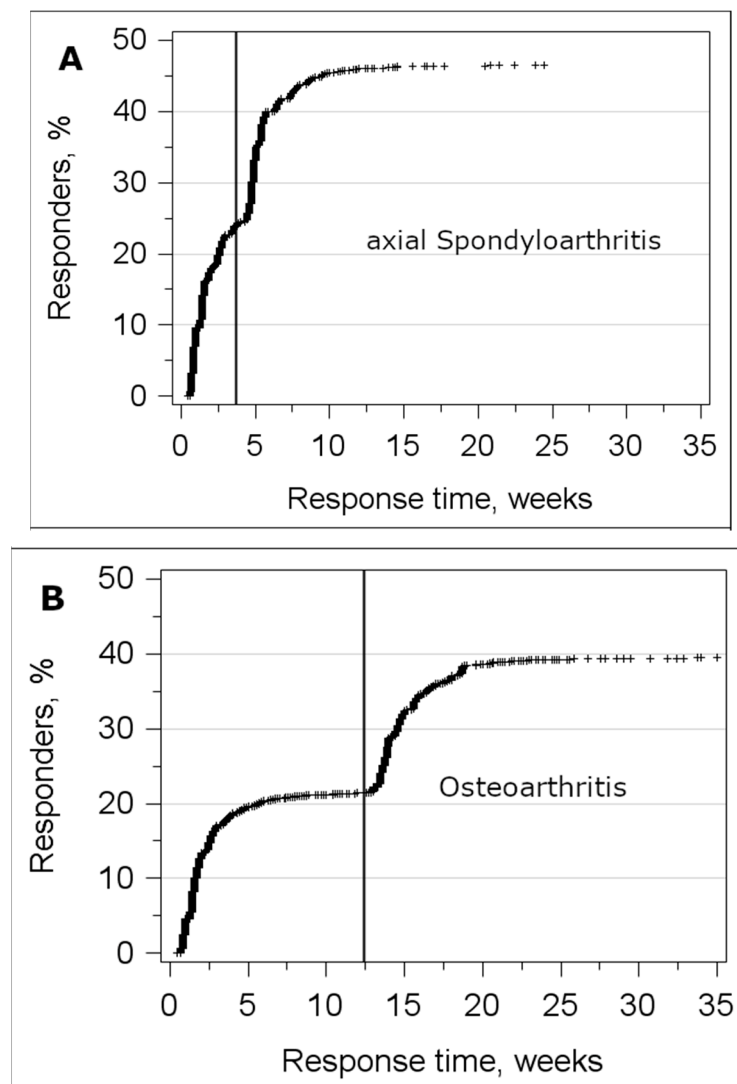 A
Responders, %
50
40
30
20
10
0
axial Spondyloarthritis
0 5 10 15 20 25 30 35
Response time, weeks
B
Responders, %
50
40
30
20
10
0
Osteoarthritis
0 5 10 15 20 25 30 35
Response time, weeks